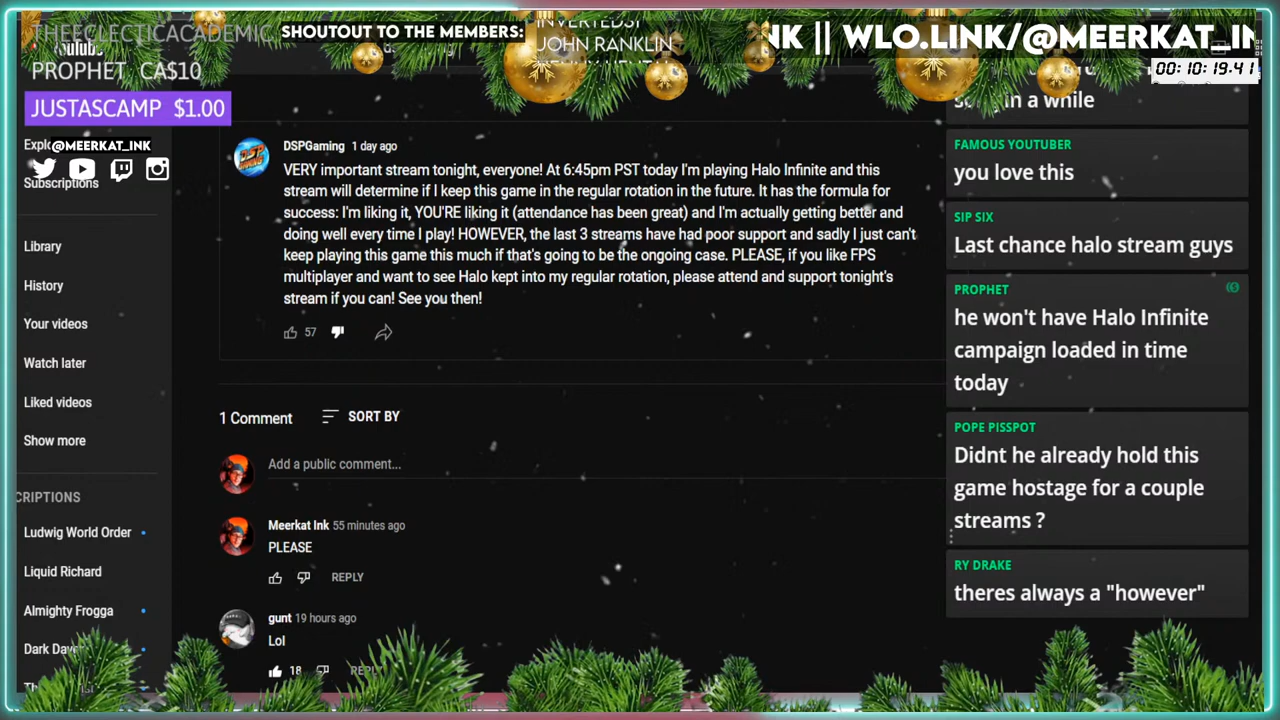 THEECLECTICACADEMIC
YouTube
SHOUTOUT TO THE MEMBERS:
JOHN RANKLIN
NK || WLO.LINK/@MEERKAT_IN
PROPHET CA$10
00:10:19.41
JUSTASCAMP $1.00
Explo
@MEERKAT_INK
Subscriptions
Library
History
Your videos
Watch later
Liked videos
Show more
CRIPTIONS
Ludwig World Order
Liquid Richard
Almighty Frogga
DSPGaming 1 day ago
VERY important stream tonight, everyone! At 6:45pm PST today I'm playing Halo Infinite and this
stream will determine if I keep this game in the regular rotation in the future. It has the formula for
success: I'm liking it, YOU'RE liking it (attendance has been great) and I'm actually getting better and
doing well every time I play! HOWEVER, the last 3 streams have had poor support and sadly I just can't
keep playing this game this much if that's going to be the ongoing case. PLEASE, if you like FPS
multiplayer and want to see Halo kept into my regular rotation, please attend and support tonight's
stream if you can! See you then!
57
1 Comment SORT BY
Add a public comment...
Meerkat Ink 55 minutes ago
PLEASE
REPLY
gunt 19 hours ago
Lol
18 REPLY
in a while
FAMOUS YOUTUBER
you love this
SIP SIX
Last chance halo stream guys
PROPHET
he won't have Halo Infinite
campaign loaded in time
today
POPE PISSPOT
Didnt he already hold this
game hostage for a couple
streams ?
RY DRAKE
theres always a "however"